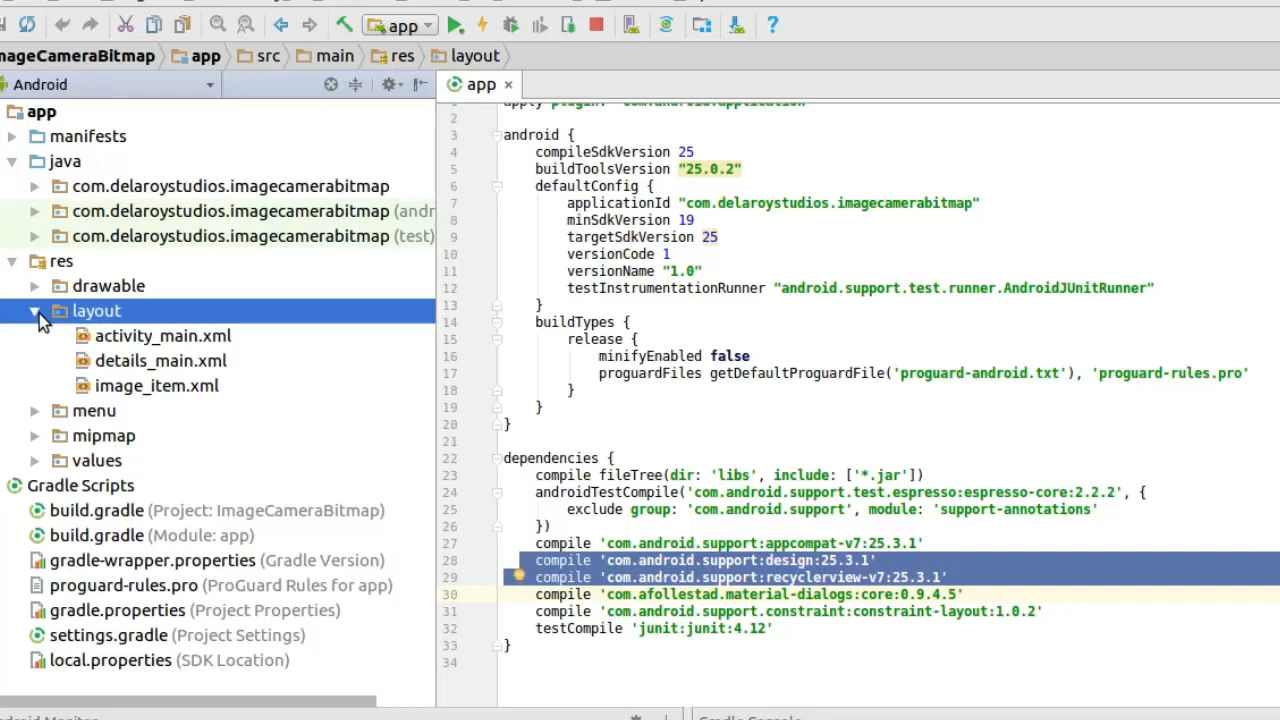 app
nageCameraBitmap app src main res layout
Android
app
app
manifests
java
com.delaroystudios.imagecamerabitmap
com.delaroystudios.imagecamerabitmap (andr
com.delaroystudios.imagecamerabitmap (test)
res
drawable
layout
activity_main.xml
details_main.xml
image_item.xml
menu
mipmap
values
Gradle Scripts
build.gradle (Project: ImageCameraBitmap)
build.gradle (Module: app)
gradle-wrapper.properties (Gradle Version)
proguard-rules.pro (ProGuard Rules for app)
gradle.properties (Project Properties)
settings.gradle (Project Settings)
local.properties (SDK Location)
1 apply plugin: 'com.android.application'
2
3 android {
4 compileSdkVersion 25
5 buildToolsVersion "25.0.2"
6 defaultConfig {
7 applicationId "com.delaroystudios.imagecamerabitmap"
8 minSdkVersion 19
9 targetSdkVersion 25
10 versionCode 1
11 versionName "1.0"
12 testInstrumentationRunner "android.support.test.runner.AndroidJUnitRunner"
13 }
14 buildTypes {
15 release {
16 minifyEnabled false
17 proguardFiles getDefaultProguardFile('proguard-android.txt'), 'proguard-rules.pro'
18 }
19 }
20 }
21
22 dependencies {
23 compile fileTree(dir: 'libs', include: ['*.jar'])
24 androidTestCompile('com.android.support.test.espresso:espresso-core:2.2.2', {
25 exclude group: 'com.android.support', module: 'support-annotations'
26 })
27 compile 'com.android.support:appcompat-v7:25.3.1'
28 compile 'com.android.support:design:25.3.1'
29 compile 'com.android.support:recyclerview-v7:25.3.1'
30 compile 'com.afollestad.material-dialogs:core:0.9.4.5'
31 compile 'com.android.support.constraint:constraint-layout:1.0.2'
32 testCompile 'junit:junit:4.12'
33 }
34